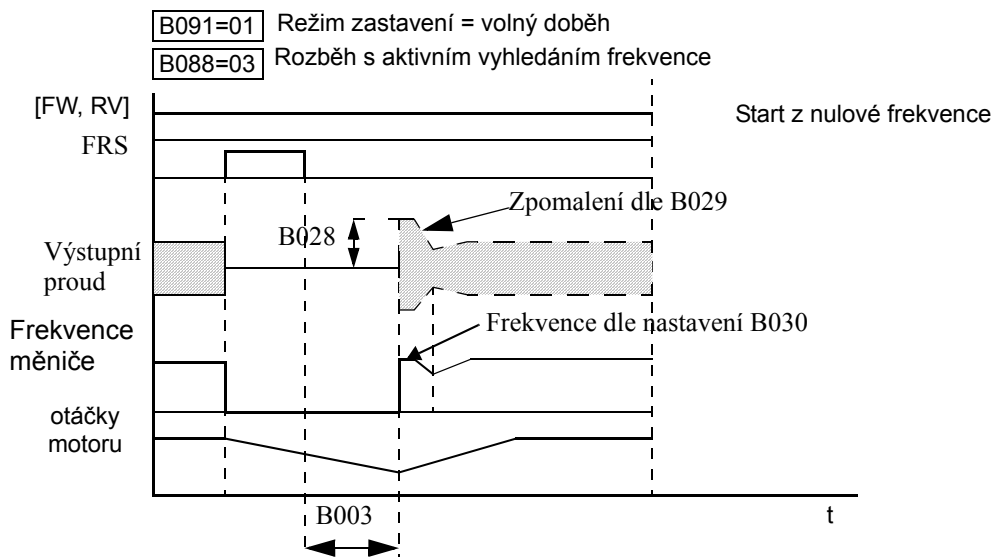 B091=01 Režim zastavení = volný doběh
B088=03 Rozběh s aktivním vyhledáním frekvence
[FW, RV]
Start z nulové frekvence
FRS
Zpomalení dle B029
B028
Výstupní
proud
Frekvence dle nastavení B030
Frekvence
měniče
otáčky
motoru
B003
t